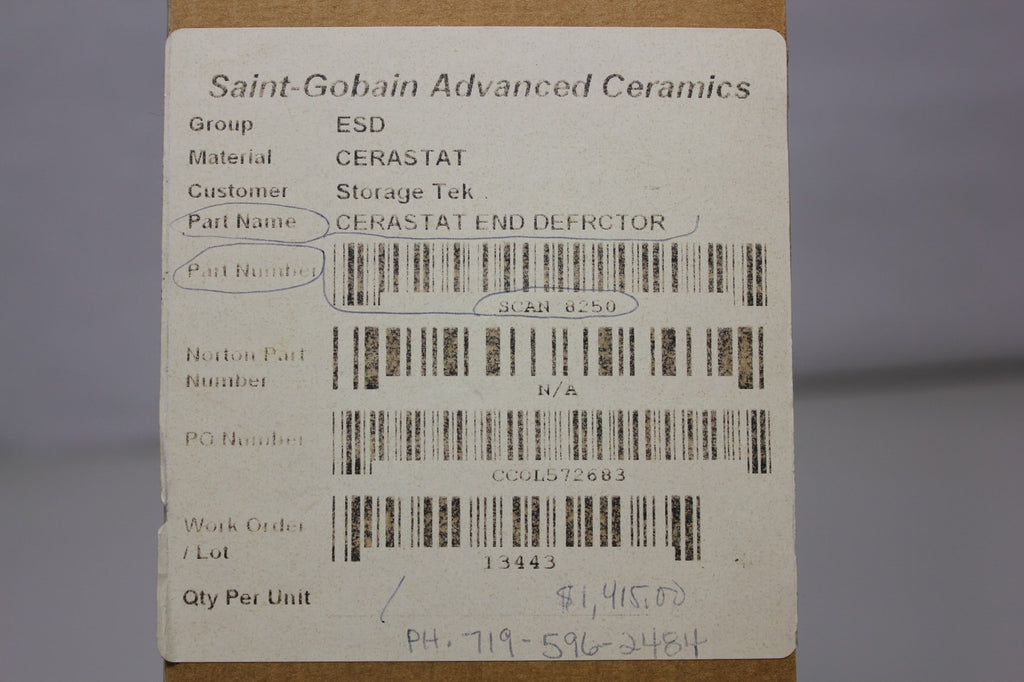 Saint-Gobain Advanced Ceramics
Group ESD
Material CERASTAT
Customer Storage Tek
Part Name CERASTAT END DEFRCTOR
Part Number
SCAN 8250
Norton Part
Number
N/A
PO Number
CCOL572683
Work Order
/ Lot
13443
Qty Per Unit / $1,415.00
PH. 719-596-2484